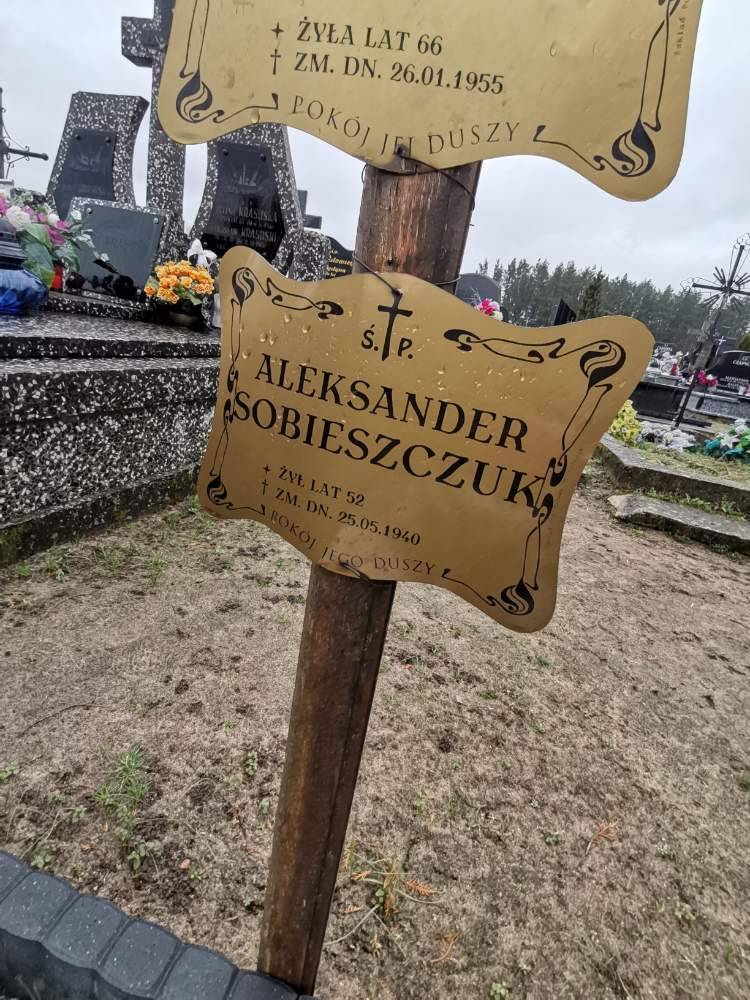 ŻYŁA LAT 66
ZM. DN. 26.01.1955
POKÓJ JEJ DUSZY
Ś. P.
ALEKSANDER
SOBIESZCZUK
ŻYŁ LAT 52
ZM. DN. 25.05.1940
POKÓJ JEGO DUSZY